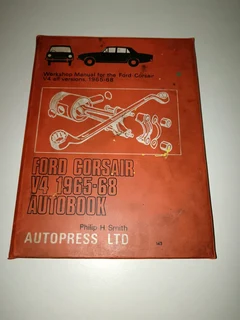 Workshop Manual for the Ford Corsair
V4 all versions, 1965-68
FORD CORSAIR
V4 1965-68
AUTOBOOK
Philip H Smith
AUTOPRESS LTD